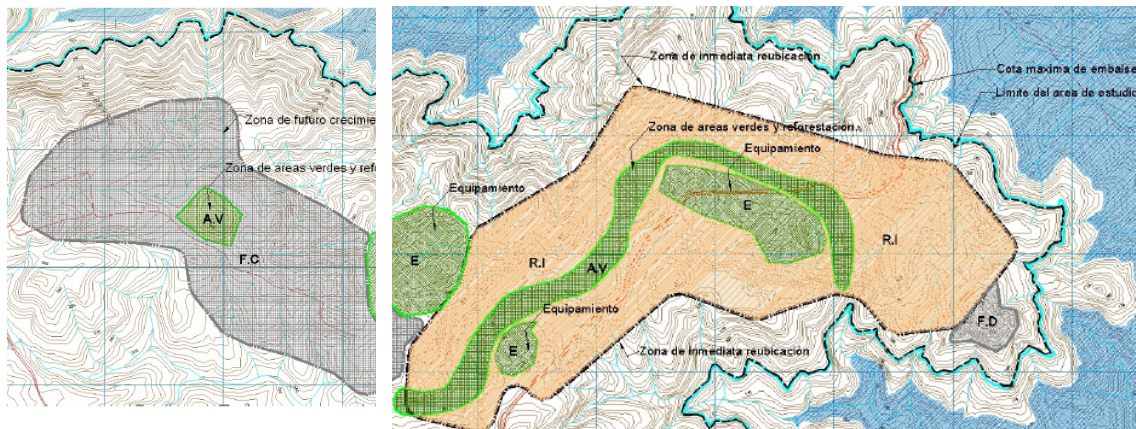 Zona de futuro crecimie
Zona de areas verdes y refo
A.V
F.C
Zona de inmediata reubicación
Cota maxima de embalse
Limite del area de estudio
Zona de areas verdes y reforestación
Equipamiento
Equipamiento
E
E
R.I
R.I
A.V
Equipamiento
F.D
E
Zona de inmediata reubicación